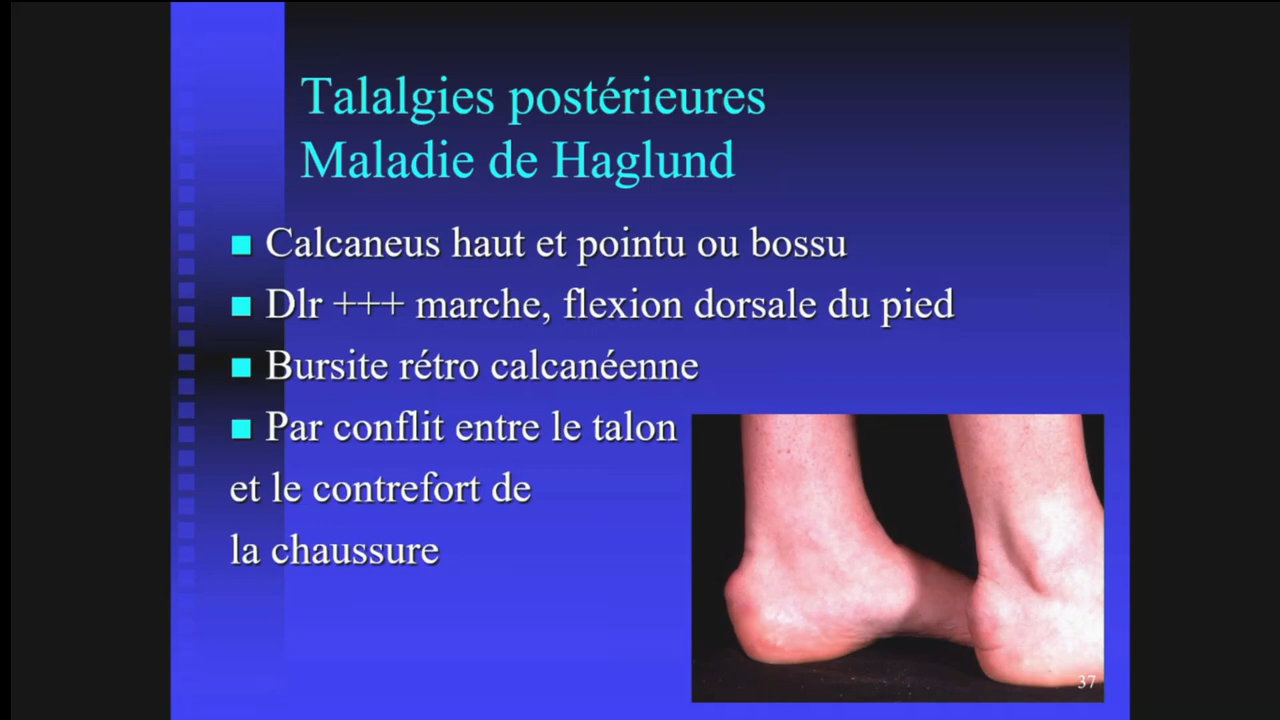 Talalgies postérieures
Maladie de Haglund
Calcaneus haut et pointu ou bossu
Dlr +++ marche, flexion dorsale du pied
Bursite rétro calcanéenne
Par conflit entre le talon
et le contrefort de
la chaussure
37